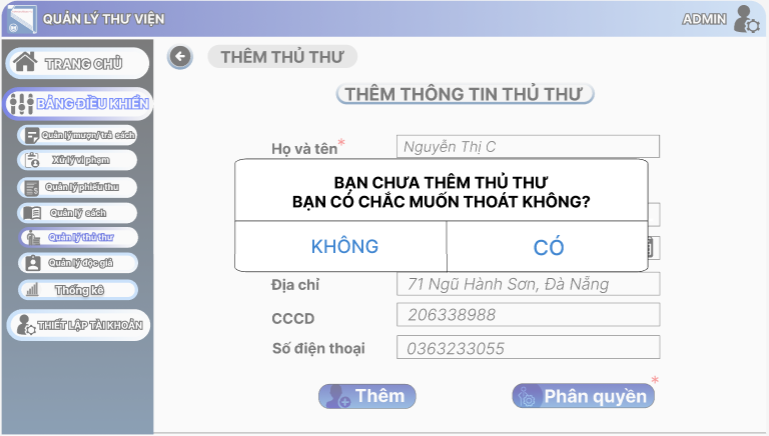 QUẢN LÝ THƯ VIỆN
ADMIN
TRANG CHỦ
THÊM THỦ THƯ
THÊM THÔNG TIN THỦ THƯ
BẢNG ĐIỀU KHIỂN
Quản lý mượn/trả sách
Xử lý vi phạm
Quản lý phiếu thu
Quản lý sách
Quản lý thủ thư
Quản lý độc giả
Thống kê
THIẾT LẬP TÀI KHOẢN
Họ và tên*
Nguyễn Thị C
BẠN CHƯA THÊM THỦ THƯ
BẠN CÓ CHẮC MUỐN THOÁT KHÔNG?
KHÔNG
CÓ
Địa chỉ
71 Ngũ Hành Sơn, Đà Nẵng
CCCD
206338988
Số điện thoại
0363233055
Thêm
Phân quyền*